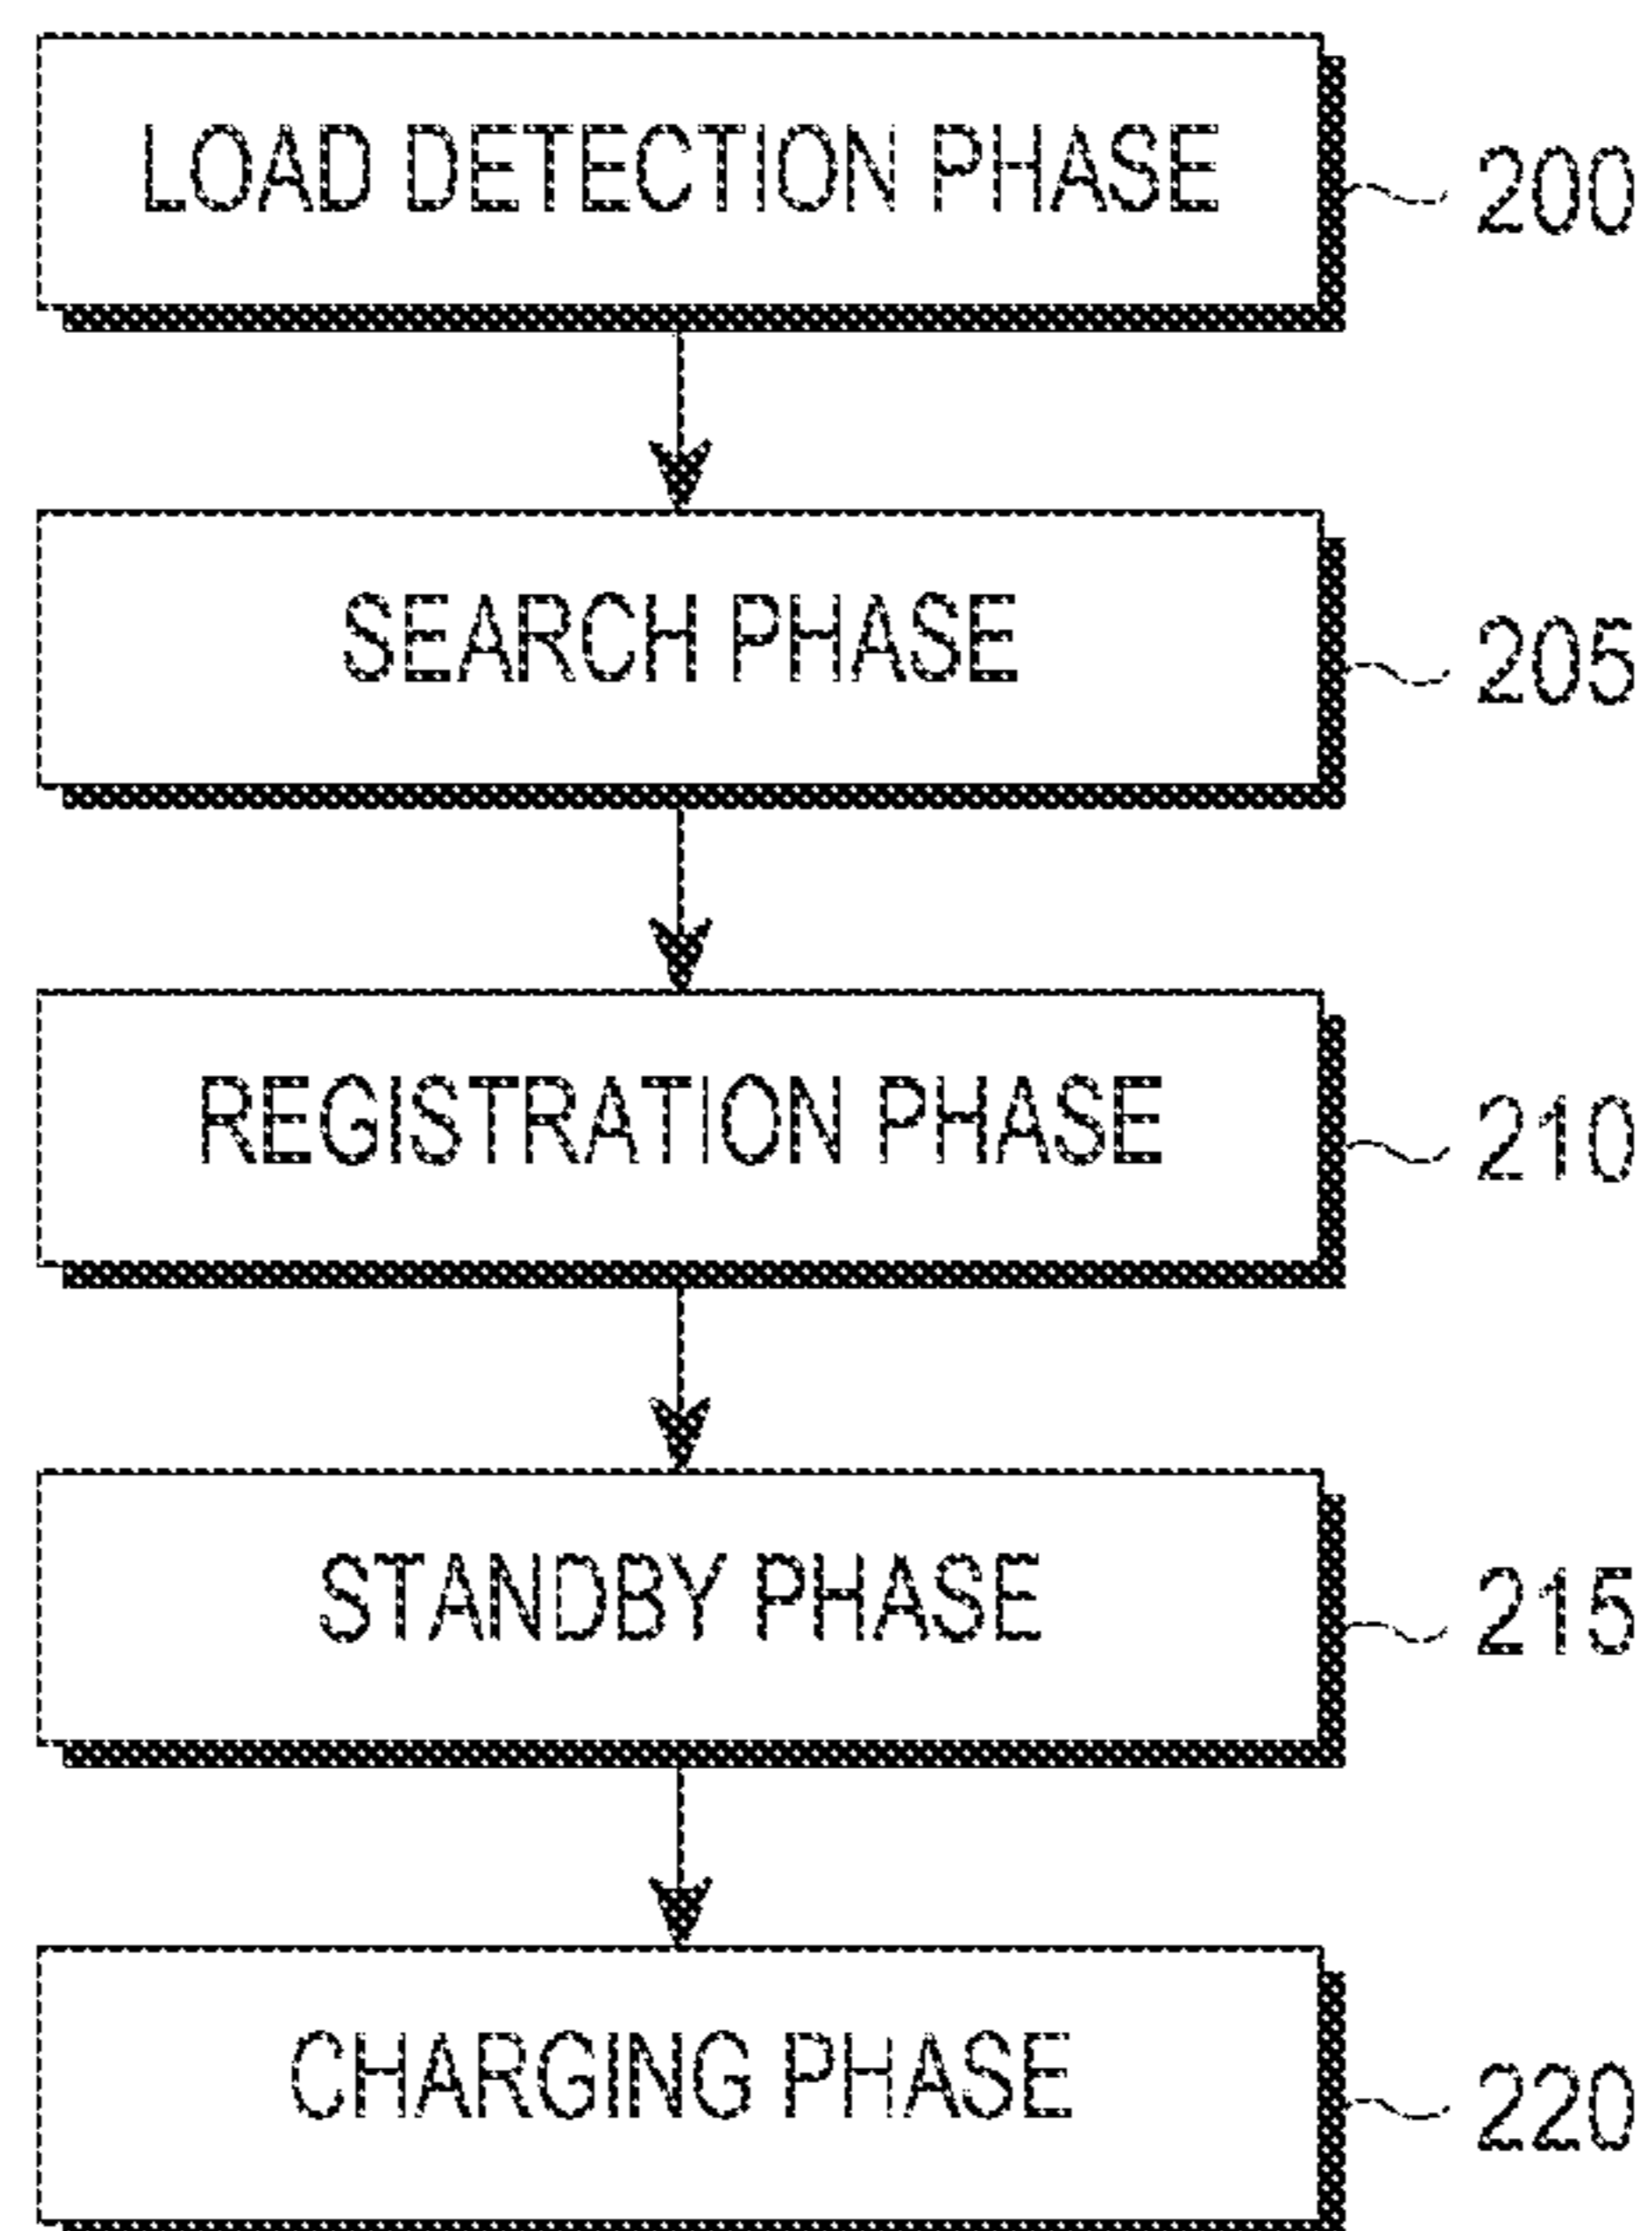 LOAD DETECTION PHASE
200
SEARCH PHASE
205
REGISTRATION PHASE
210
STANDBY PHASE
215
CHARGING PHASE
220